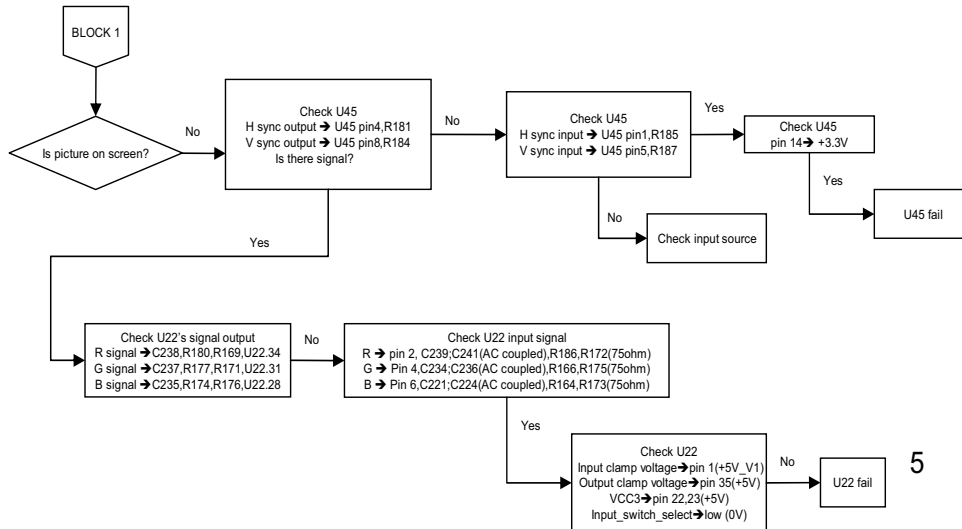 BLOCK 1
Is picture on screen?
No
Check U45
H sync output ➔ U45 pin4,R181
V sync output ➔ U45 pin8,R184
Is there signal?
No
Check U45
H sync input ➔ U45 pin1,R185
V sync input ➔ U45 pin5,R187
Yes
Check U45
pin 14➔ +3.3V
Yes
U45 fail
No
Check input source
Yes
Check U22's signal output
R signal ➔C238,R180,R169,U22.34
G signal ➔C237,R177,R171,U22.31
B signal ➔C235,R174,R176,U22.28
No
Check U22 input signal
R ➔ pin 2, C239;C241(AC coupled),R186,R172(75ohm)
G ➔ Pin 4,C234;C236(AC coupled),R166,R175(75ohm)
B ➔ Pin 6,C221;C224(AC coupled),R164,R173(75ohm)
Yes
Check U22
Input clamp voltage➔pin 1(+5V_V1)
Output clamp voltage➔pin 35(+5V)
VCC3➔pin 22,23(+5V)
Input_switch_select➔low (0V)
No
U22 fail
5